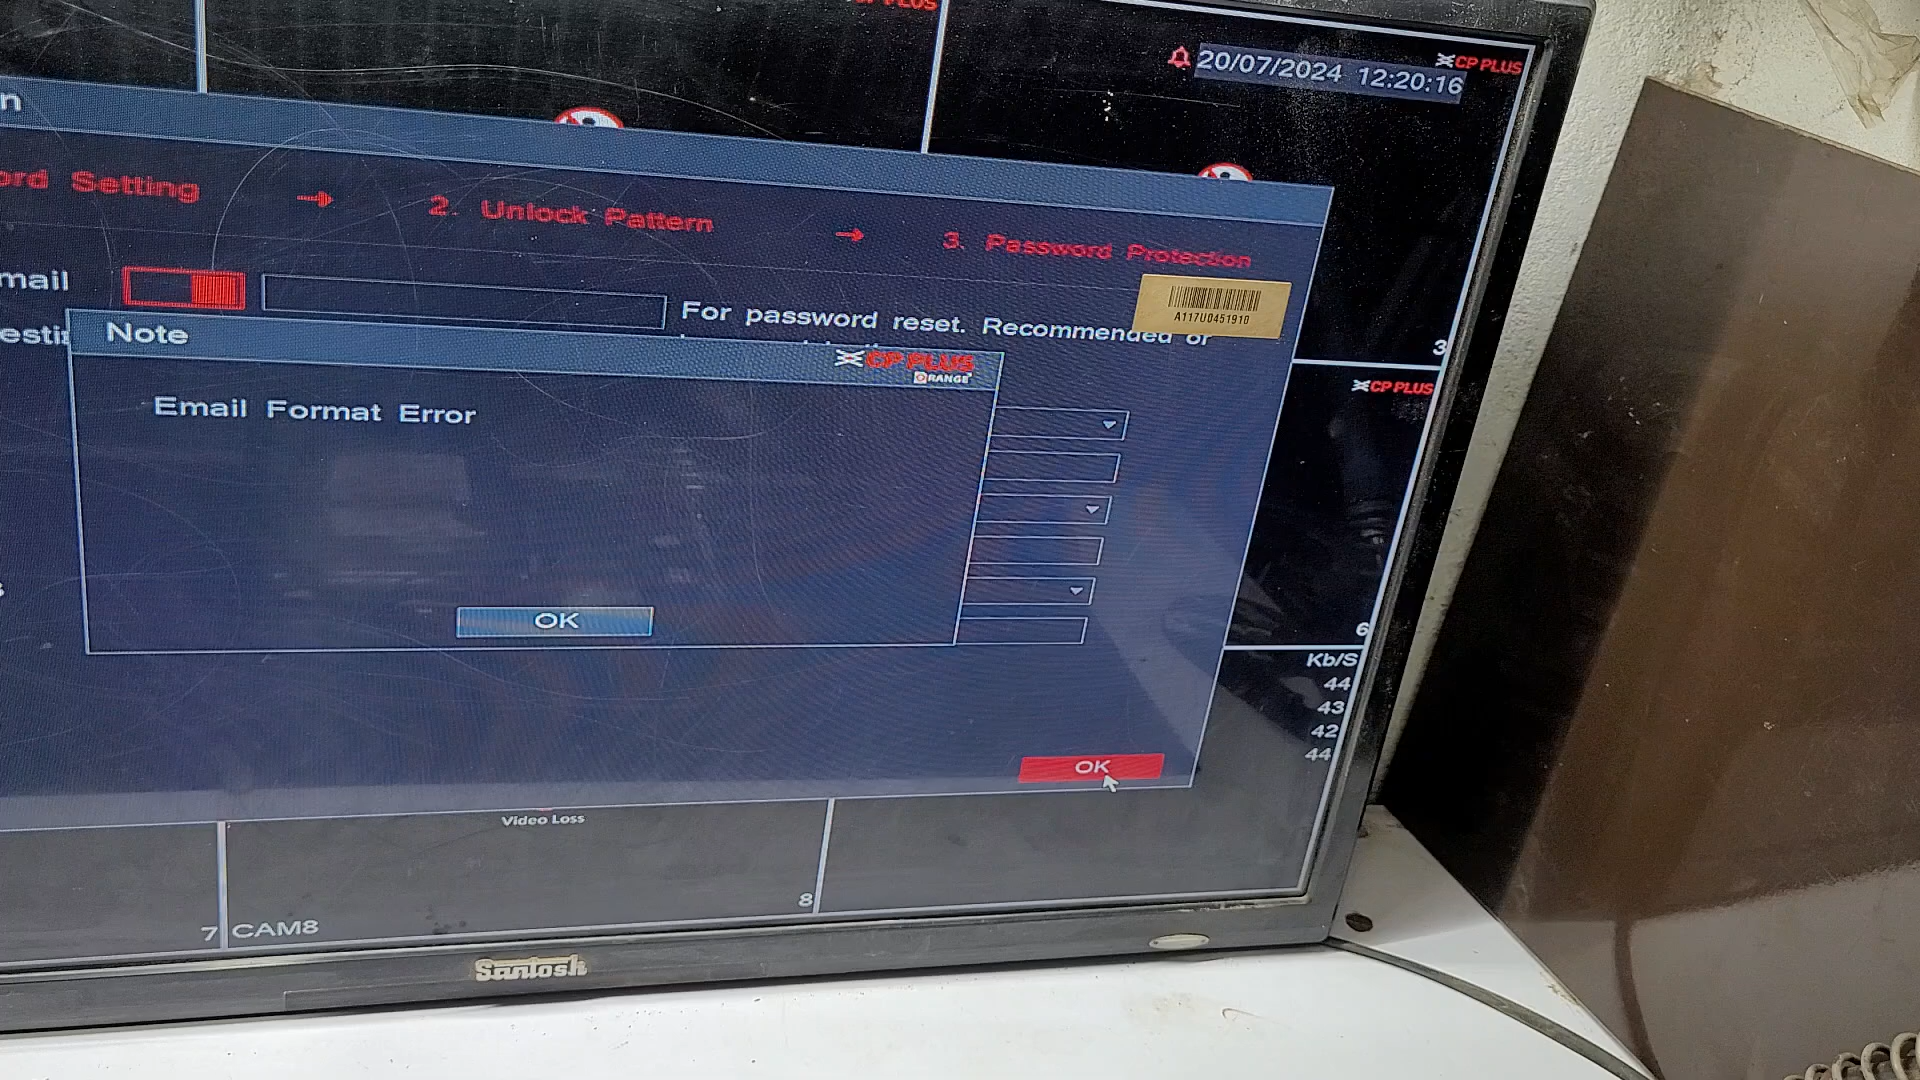 20/07/2024 12:20:16
CP PLUS
Setting → 2. Unlock Pattern → 3. Password Protection
For password reset. Recommended or
A117U0451910
Note
CP PLUS
ORANGE
Email Format Error
OK
OK
3
CP PLUS
6
Kb/S
44
43
42
44
Video Loss
8
7
CAM8
Santosh